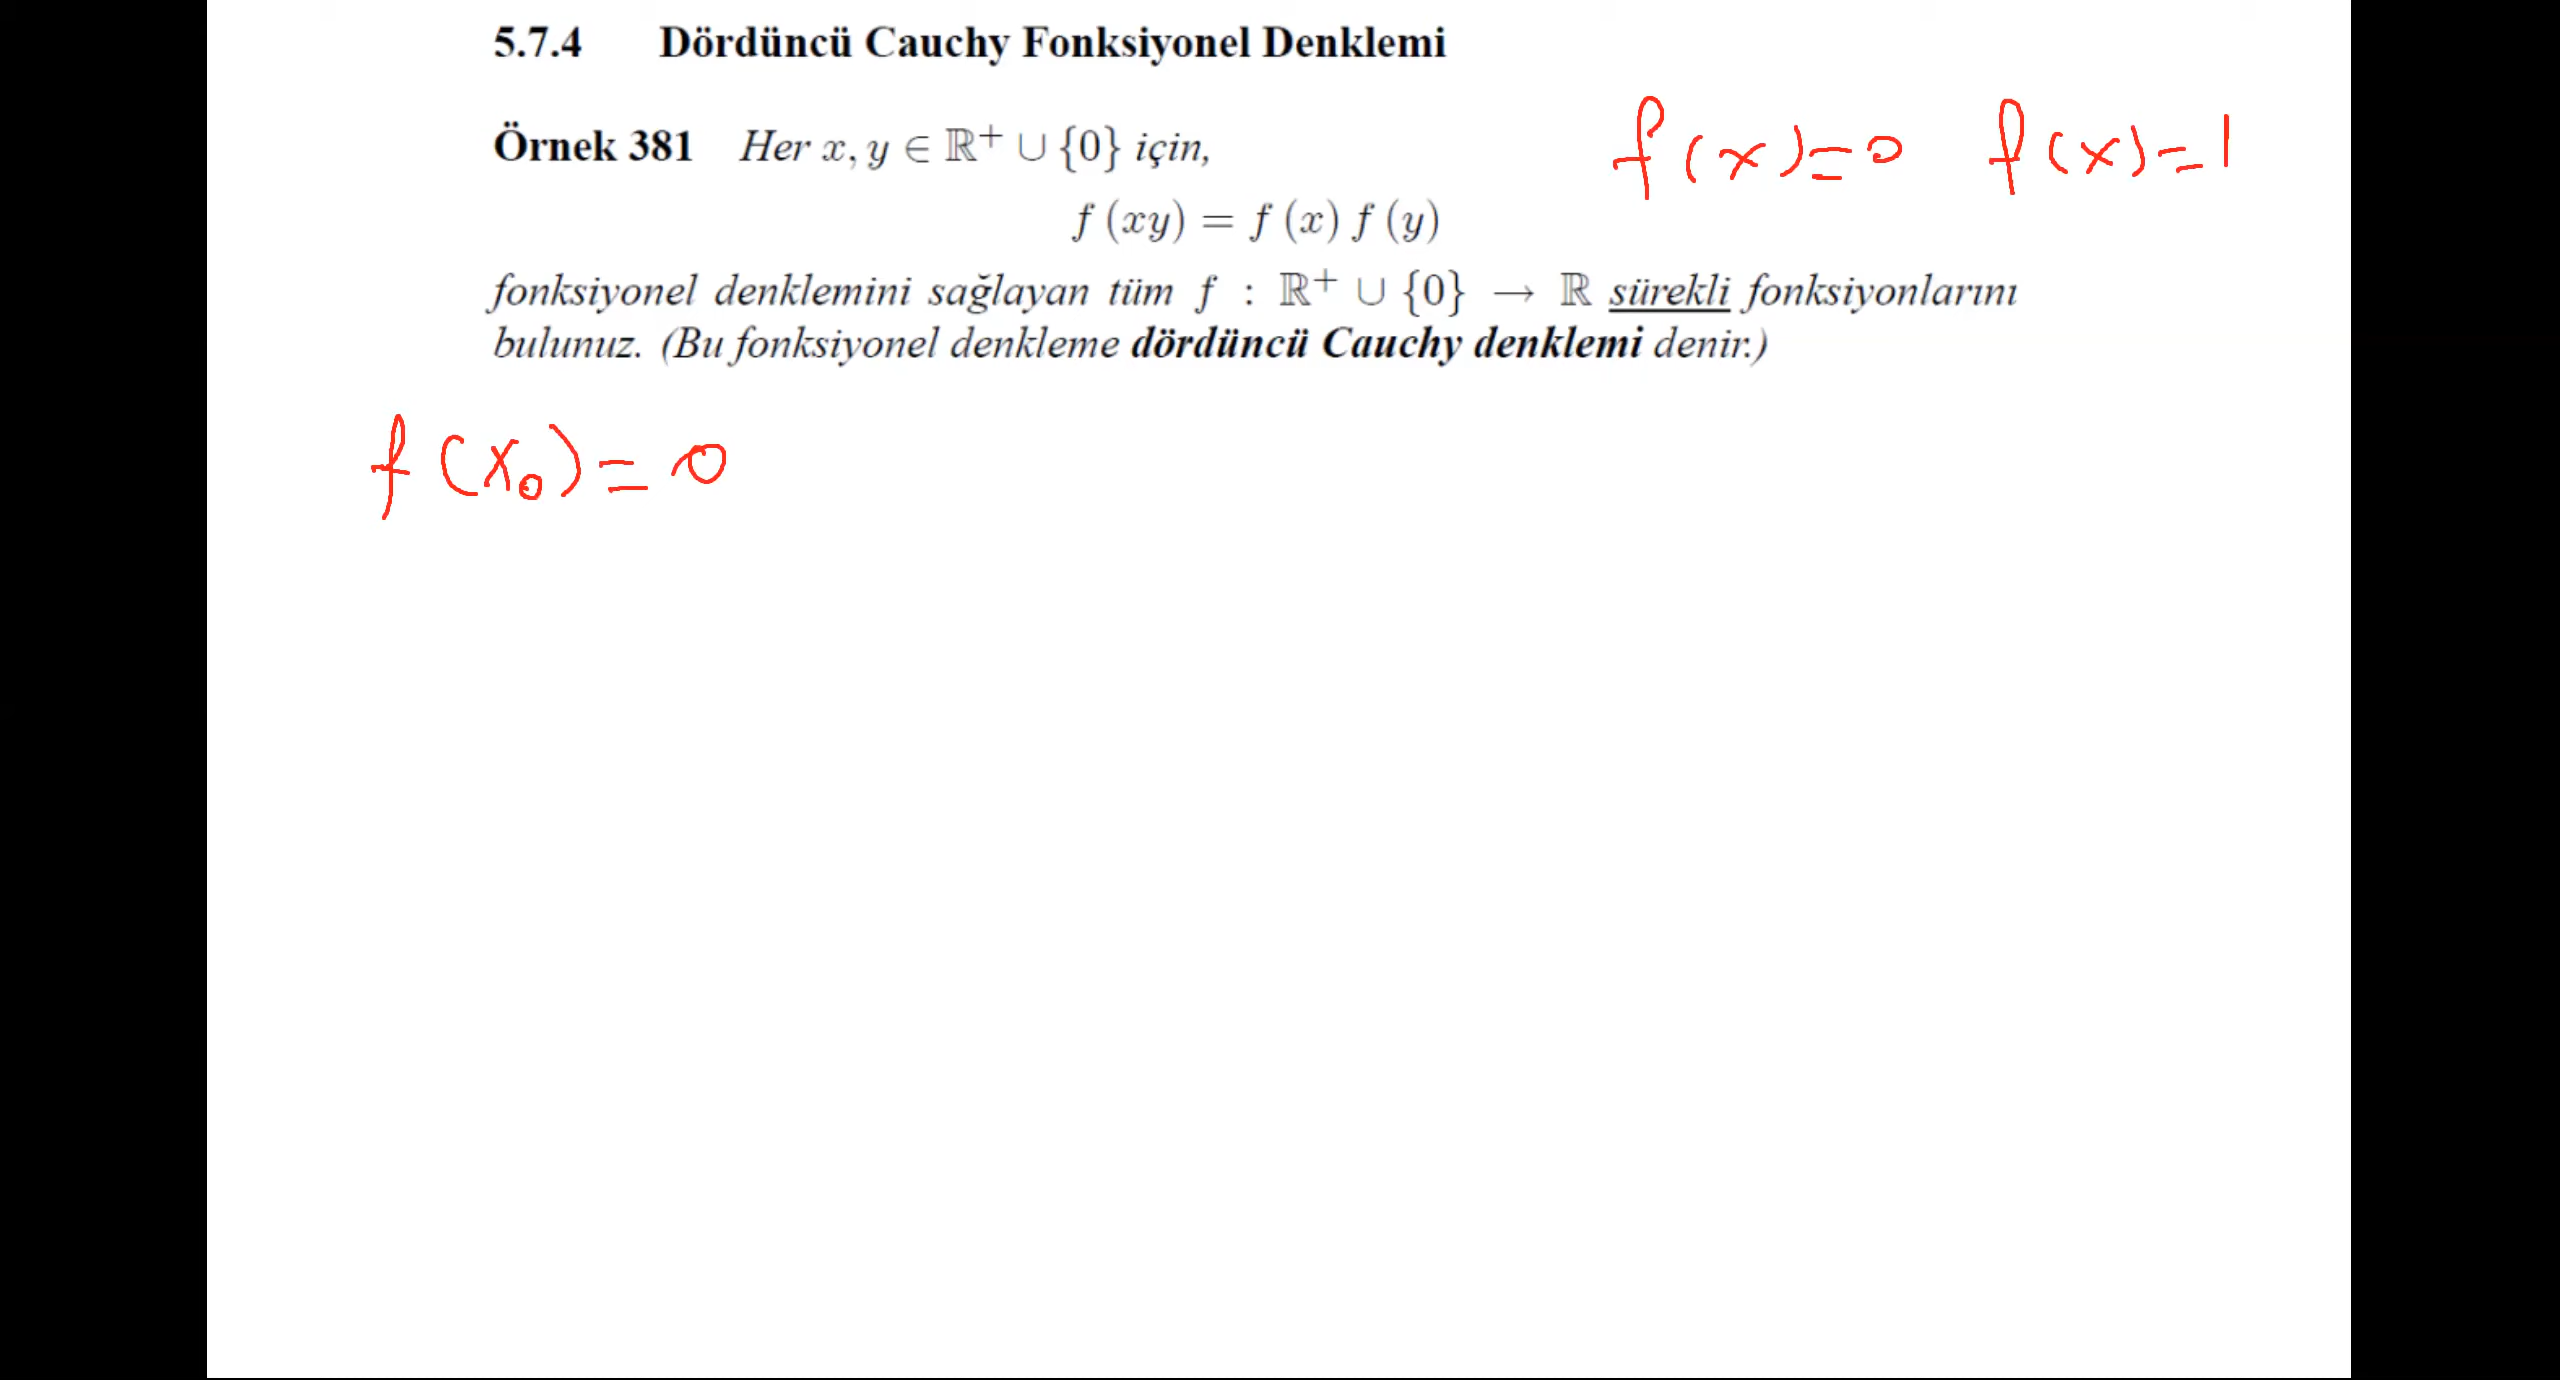 5.7.4 Dördüncü Cauchy Fonksiyonel Denklemi
Örnek 381 Her x, y ∈ ℝ⁺ ∪ {0} için,
f(x)=0 f(x)=1
f (xy) = f (x) f (y)
fonksiyonel denklemini sağlayan tüm f : ℝ⁺ ∪ {0} → ℝ sürekli fonksiyonlarını
bulunuz. (Bu fonksiyonel denkleme dördüncü Cauchy denklemi denir.)
f(x₀)=0